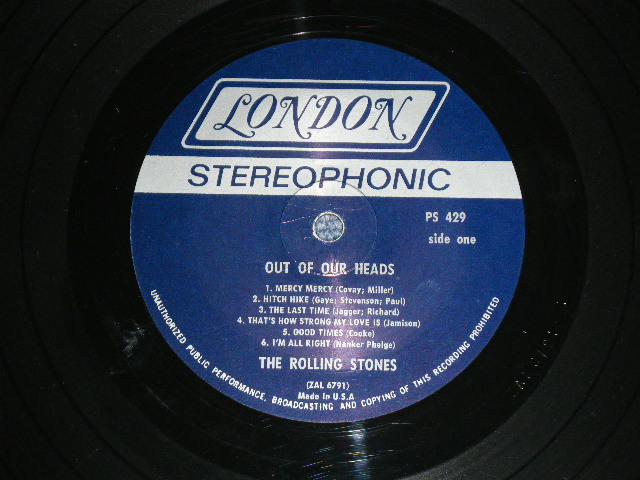 LONDON
STEREOPHONIC
PS 429
side one
OUT OF OUR HEADS
1. MERCY MERCY (Covay; Miller)
2. HITCH HIKE (Gaye; Stevenson; Paul)
3. THE LAST TIME (Jagger; Richard)
4. THAT'S HOW STRONG MY LOVE IS (Jamison)
5. GOOD TIMES (Cooke)
6. I'M ALL RIGHT (Nanker Phelge)
THE ROLLING STONES
(ZAL 6791)
Made in U.S.A
UNAUTHORIZED PUBLIC PERFORMANCE, BROADCASTING AND COPYING OF THIS RECORDING PROHIBITED